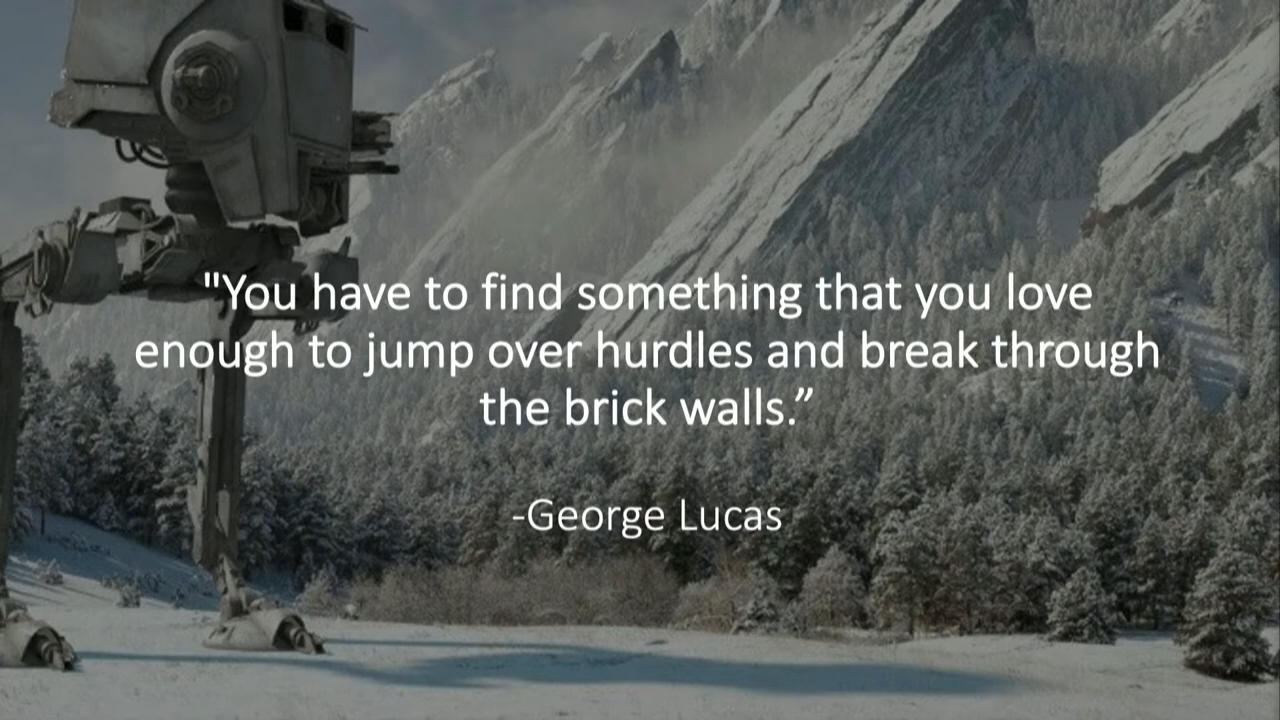 "You have to find something that you love
enough to jump over hurdles and break through
the brick walls.”
-George Lucas